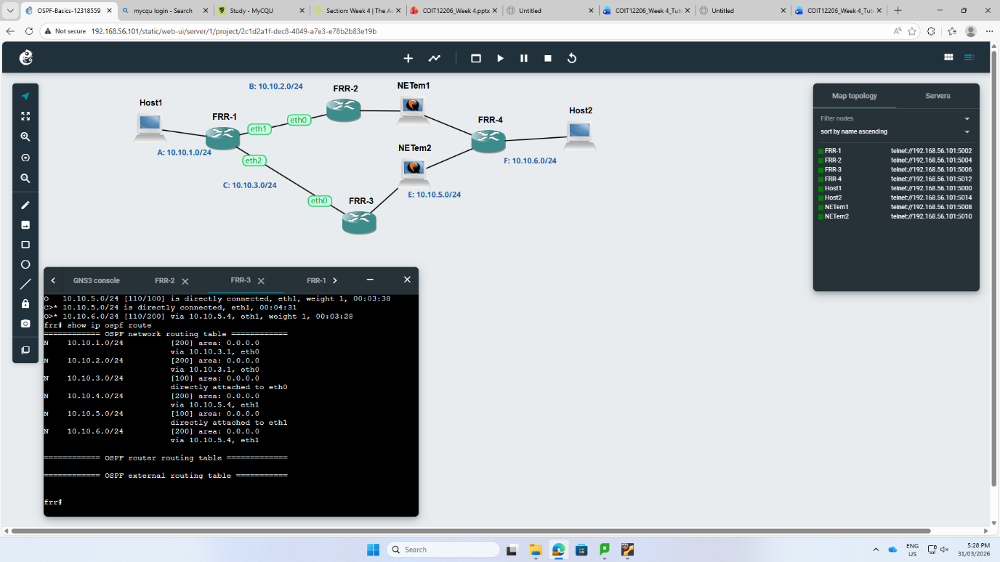 OSPF-Basics-12318559
mycqu login - Search
Study - MyCQU
Section: Week 4 | The Ac
COIT12206_Week 4.pptx
Untitled
COIT12206_Week 4_Tuto
Untitled
COIT12206_Week 4_Tuto
Not secure 192.168.56.101/static/web-ui/server/1/project/2c1d2a1f-dec8-4049-a7e3-e78b2b83e19b
B: 10.10.2.0/24
FRR-2
NETem1
Host1
FRR-1
eth1
eth0
FRR-4
Host2
A: 10.10.1.0/24
eth2
NETem2
F: 10.10.6.0/24
C: 10.10.3.0/24
eth0
FRR-3
E: 10.10.5.0/24
Map topology Servers
Filter nodes
sort by name ascending
FRR-1 telnet://192.168.56.101:5002
FRR-2 telnet://192.168.56.101:5004
FRR-3 telnet://192.168.56.101:5006
FRR-4 telnet://192.168.56.101:5012
Host1 telnet://192.168.56.101:5000
Host2 telnet://192.168.56.101:5014
NETem1 telnet://192.168.56.101:5008
NETem2 telnet://192.168.56.101:5010
GNS3 console FRR-2 FRR-3 FRR-1
O 10.10.5.0/24 [110/100] is directly connected, eth1, weight 1, 00:03:38
C>* 10.10.5.0/24 is directly connected, eth1, 00:04:31
O>* 10.10.6.0/24 [110/200] via 10.10.5.4, eth1, weight 1, 00:03:28
frr# show ip ospf route
============ OSPF network routing table ============
N 10.10.1.0/24 [200] area: 0.0.0.0
via 10.10.3.1, eth0
N 10.10.2.0/24 [200] area: 0.0.0.0
via 10.10.3.1, eth0
N 10.10.3.0/24 [100] area: 0.0.0.0
directly attached to eth0
N 10.10.4.0/24 [200] area: 0.0.0.0
via 10.10.5.4, eth1
N 10.10.5.0/24 [100] area: 0.0.0.0
directly attached to eth1
N 10.10.6.0/24 [200] area: 0.0.0.0
via 10.10.5.4, eth1
============ OSPF router routing table =============
============ OSPF external routing table ===========
frr#
Search
ENG
US
5:28 PM
31/03/2026